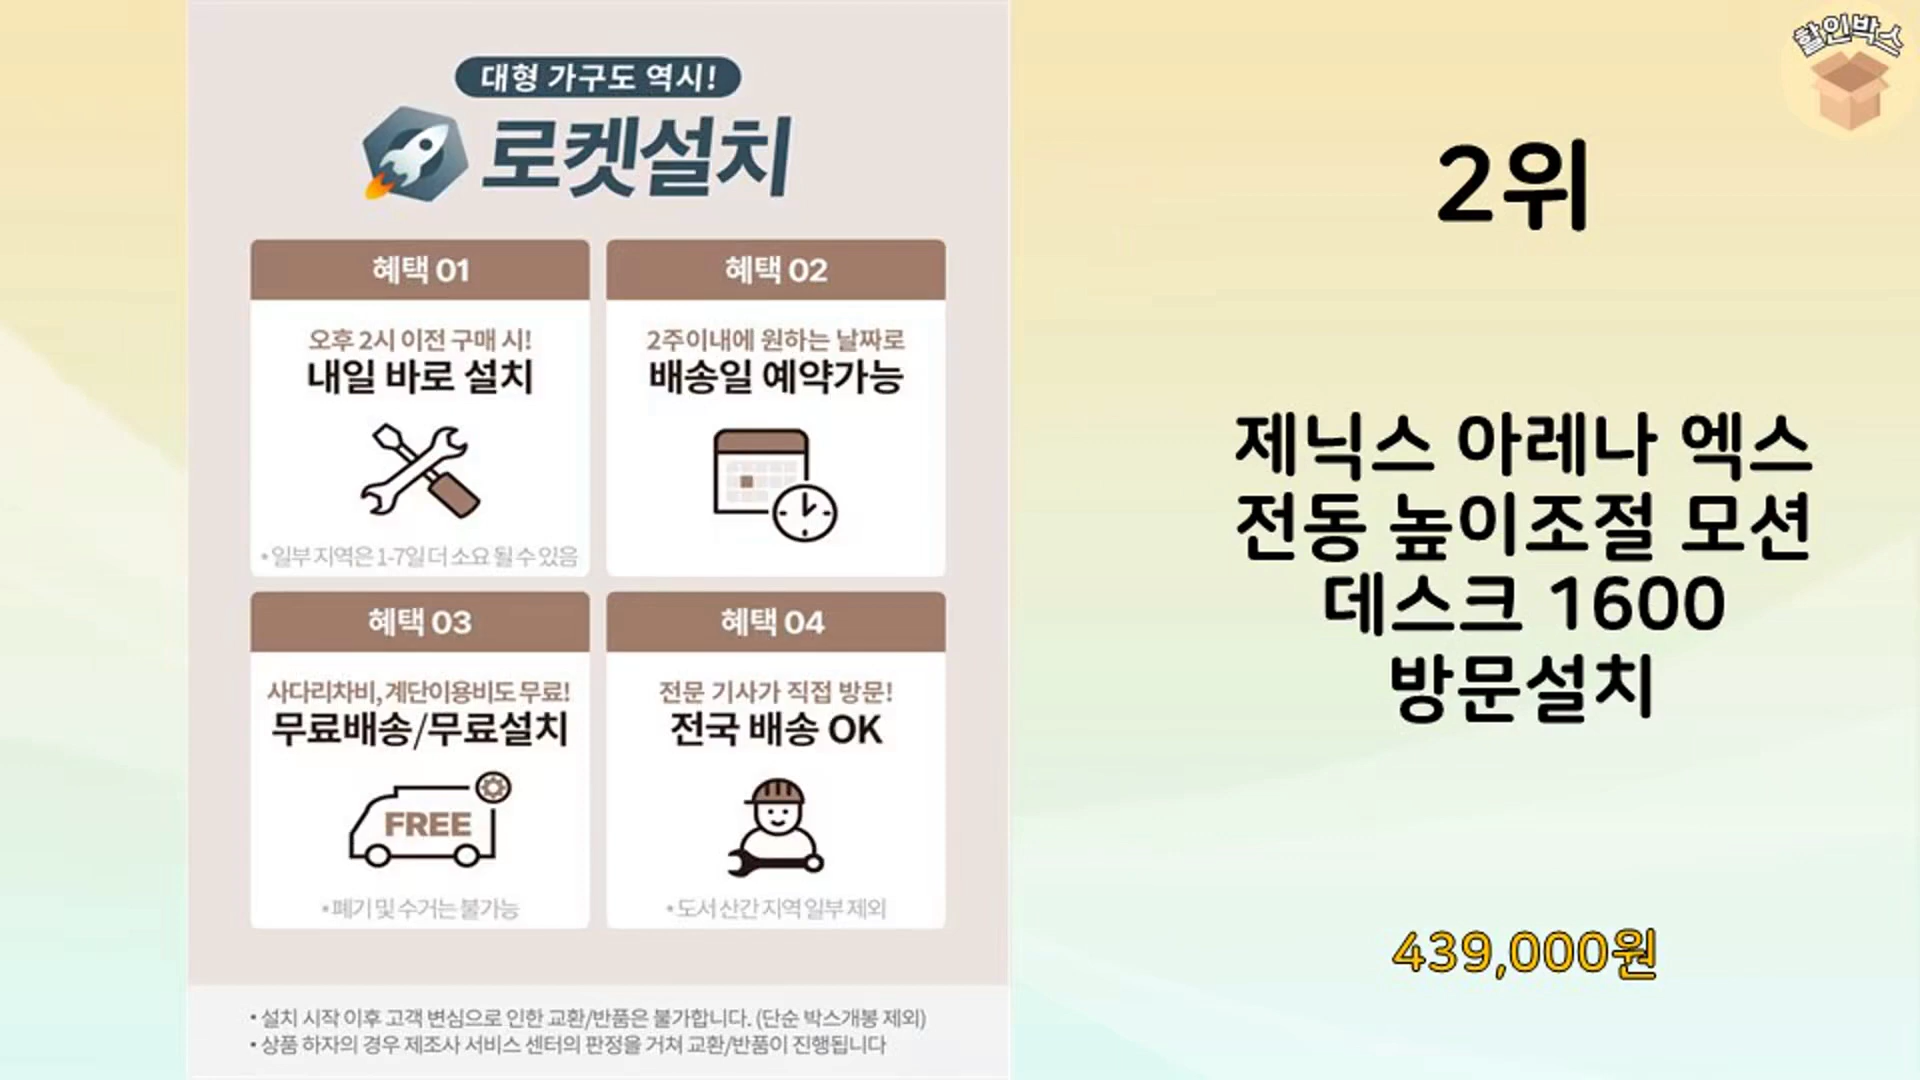 대형 가구도 역시!
로켓설치
혜택 01
오후 2시 이전 구매 시!
내일 바로 설치
• 일부 지역은 1-7일 더 소요 될 수 있음
혜택 02
2주이내에 원하는 날짜로
배송일 예약가능
혜택 03
사다리차비, 계단이용비도 무료!
무료배송/무료설치
FREE
• 폐기 및 수거는 불가능
혜택 04
전문 기사가 직접 방문!
전국 배송 OK
• 도서 산간 지역 일부 제외
• 설치 시작 이후 고객 변심으로 인한 교환/반품은 불가합니다. (단순 박스개봉 제외)
• 상품 하자의 경우 제조사 서비스 센터의 판정을 거쳐 교환/반품이 진행됩니다
할인박스
2위
제닉스 아레나 엑스
전동 높이조절 모션
데스크 1600
방문설치
439,000원